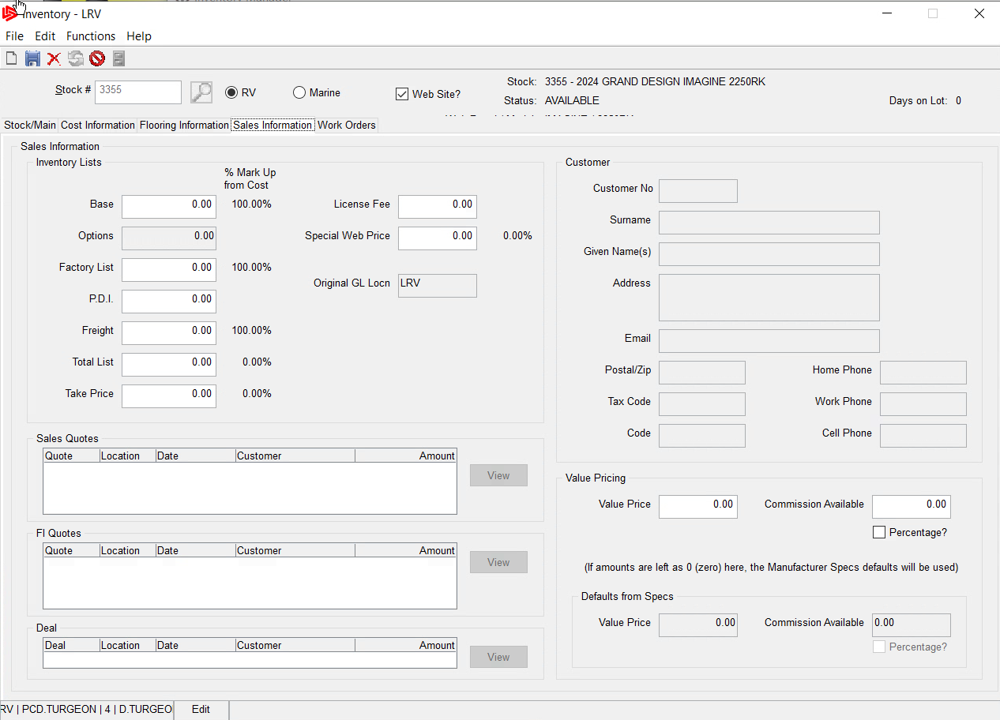 Inventory - LRV
File Edit Functions Help
Stock # 3355 RV Marine Web Site?
Stock: 3355 - 2024 GRAND DESIGN IMAGINE 2250RK
Status: AVAILABLE
Days on Lot: 0
Stock/Main Cost Information Flooring Information Sales Information Work Orders
Sales Information
Inventory Lists
% Mark Up
from Cost
Base 0.00 100.00% License Fee 0.00
Options 0.00 Special Web Price 0.00 0.00%
Factory List 0.00 100.00%
Original GL Locn LRV
P.D.I. 0.00
Freight 0.00 100.00%
Total List 0.00 0.00%
Take Price 0.00 0.00%
Customer
Customer No
Surname
Given Name(s)
Address
Email
Postal/Zip Home Phone
Tax Code Work Phone
Code Cell Phone
Sales Quotes
Quote Location Date Customer Amount
View
FI Quotes
Quote Location Date Customer Amount
View
Deal
Deal Location Date Customer Amount
View
Value Pricing
Value Price 0.00 Commission Available 0.00
Percentage?
(If amounts are left as 0 (zero) here, the Manufacturer Specs defaults will be used)
Defaults from Specs
Value Price 0.00 Commission Available 0.00
Percentage?
RV | PCD.TURGEON | 4 | D.TURGEO Edit